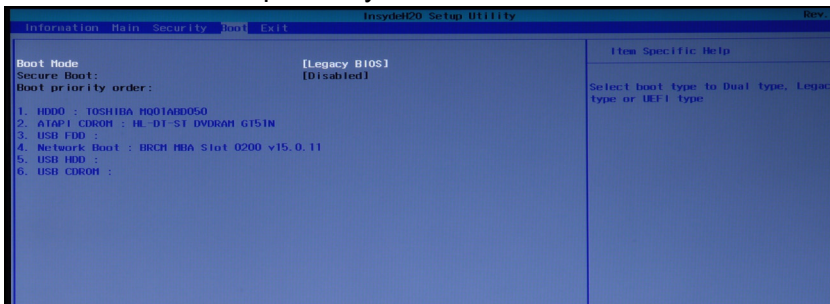 InsydeH20 Setup Utility Rev.
Information Main Security Boot Exit
Item Specific Help
Boot Mode [Legacy BIOS]
Secure Boot: [Disabled]
Boot priority order:
Select boot type to Dual type, Legac
type or UEFI type
1. HDD0 : TOSHIBA MQ01ABD050
2. ATAPI CDROM : HL-DT-ST DVDRAM GT51N
3. USB FDD :
4. Network Boot : BRCM MBA Slot 0200 v15.0.11
5. USB HDD :
6. USB CDROM :